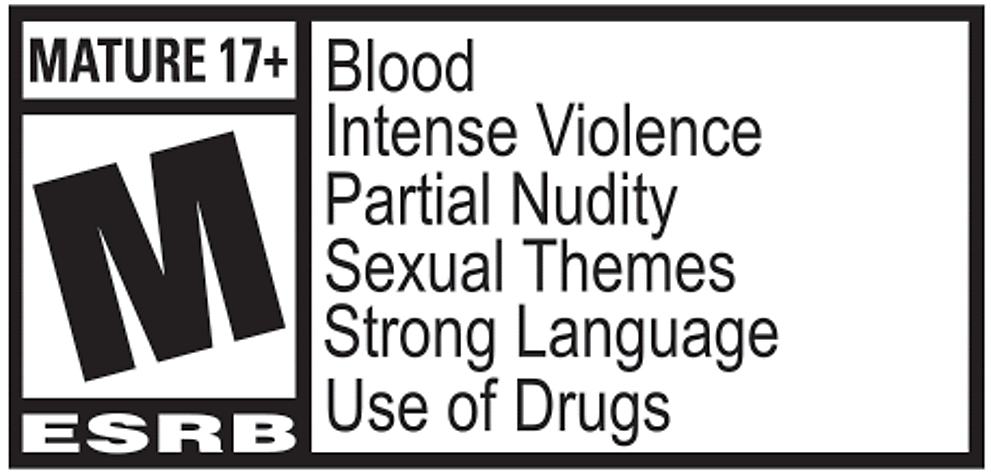 MATURE 17+
M
ESRB
Blood
Intense Violence
Partial Nudity
Sexual Themes
Strong Language
Use of Drugs